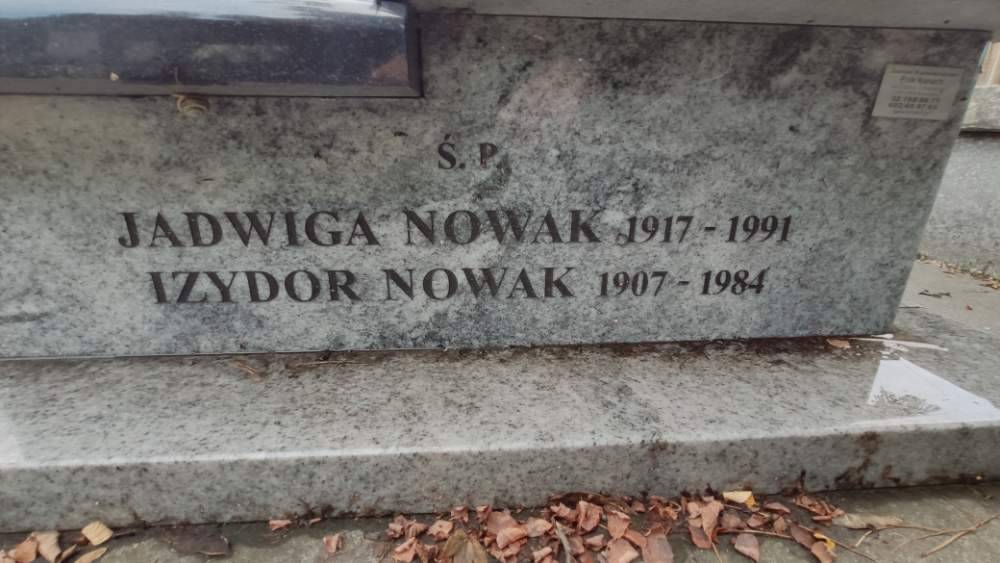 Ś. P.
JADWIGA NOWAK 1917 - 1991
IZYDOR NOWAK 1907 - 1984